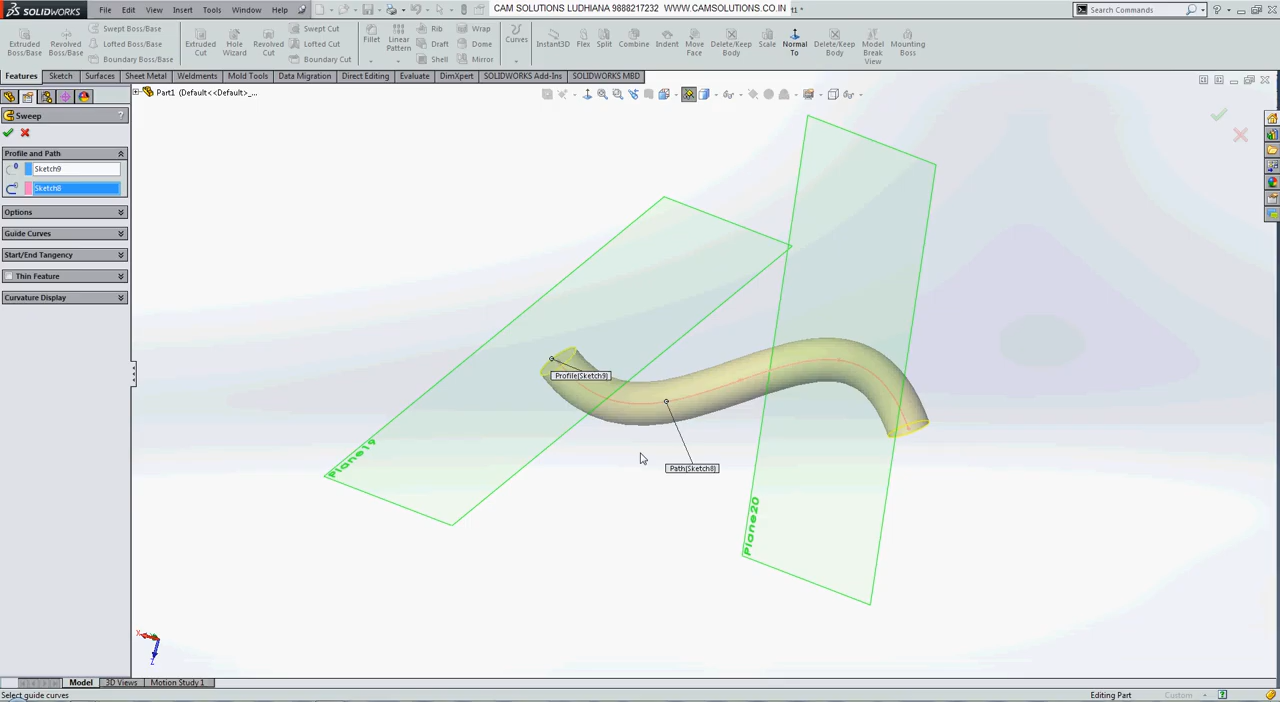 SOLIDWORKS
File Edit View Insert Tools Window Help
CAM SOLUTIONS LUDHIANA 9888217232 WWW.CAMSOLUTIONS.CO.IN
Search Commands
Extruded Boss/Base
Revolved Boss/Base
Swept Boss/Base
Lofted Boss/Base
Boundary Boss/Base
Extruded Cut
Hole Wizard
Revolved Cut
Swept Cut
Lofted Cut
Boundary Cut
Fillet
Linear Pattern
Rib
Draft
Shell
Wrap
Dome
Mirror
Curves
Instant3D
Flex
Split
Combine
Indent
Move Face
Delete/Keep Body
Scale
Normal To
Delete/Keep Body
Model Break View
Mounting Boss
Features Sketch Surfaces Sheet Metal Weldments Mold Tools Data Migration Direct Editing Evaluate DimXpert SOLIDWORKS Add-Ins SOLIDWORKS MBD
Part1 (Default<<Default>_...
Sweep ?
Profile and Path
Sketch9
Sketch8
Options
Guide Curves
Start/End Tangency
Thin Feature
Curvature Display
Profile(Sketch9)
Path(Sketch8)
Plane19
Plane20
X
Z
Model 3D Views Motion Study 1
Select guide curves
Editing Part
Custom